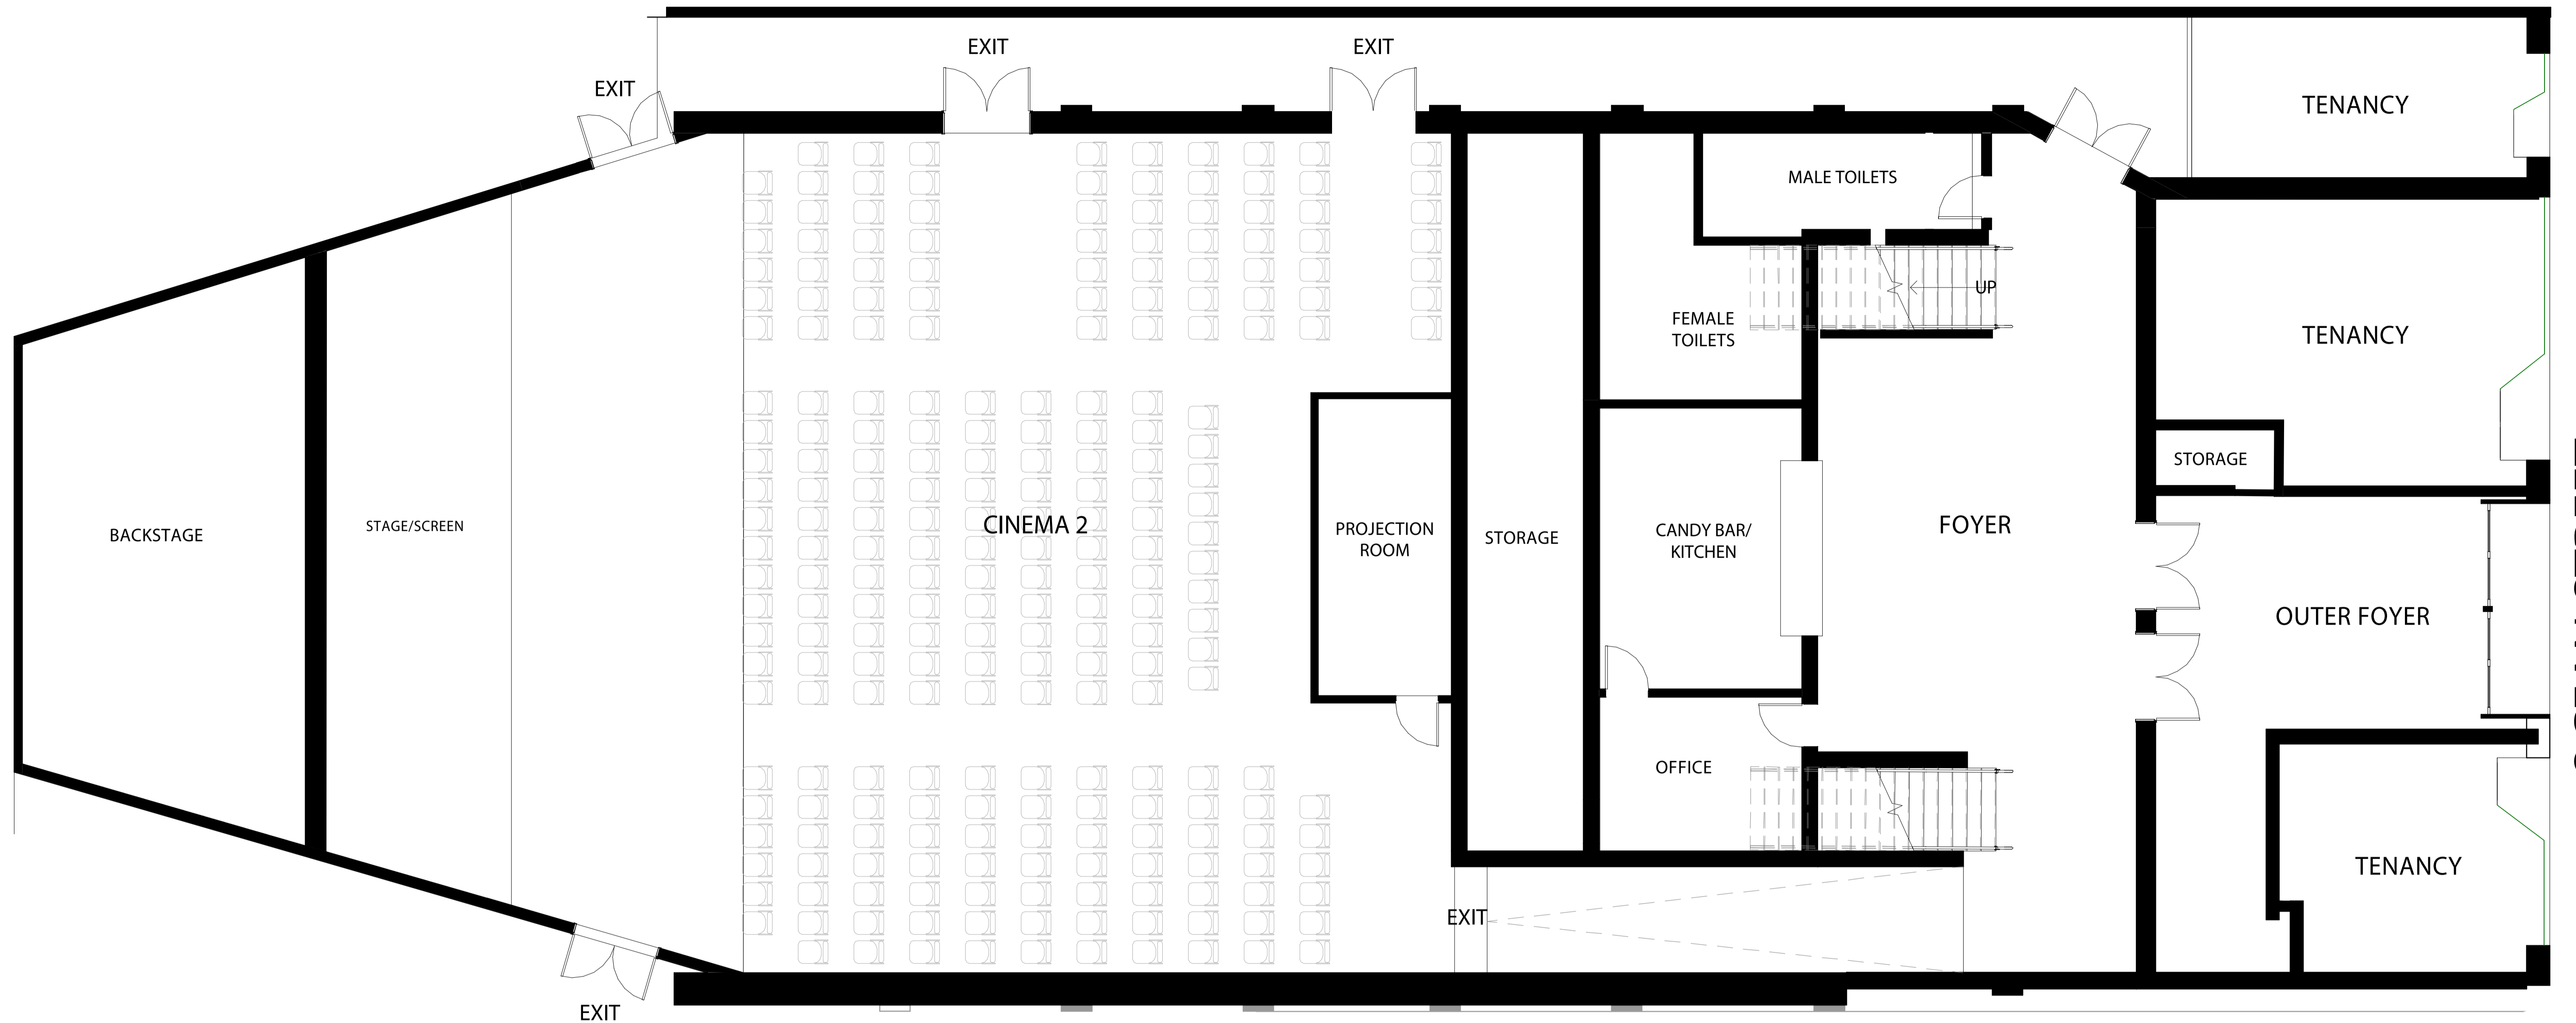 EXIT
EXIT
EXIT
TENANCY
MALE TOILETS
UP
FEMALE
TOILETS
TENANCY
STORAGE
BACKSTAGE
STAGE/SCREEN
CINEMA 2
PROJECTION
ROOM
STORAGE
CANDY BAR/
KITCHEN
FOYER
OUTER FOYER
OFFICE
TENANCY
EXIT
EXIT